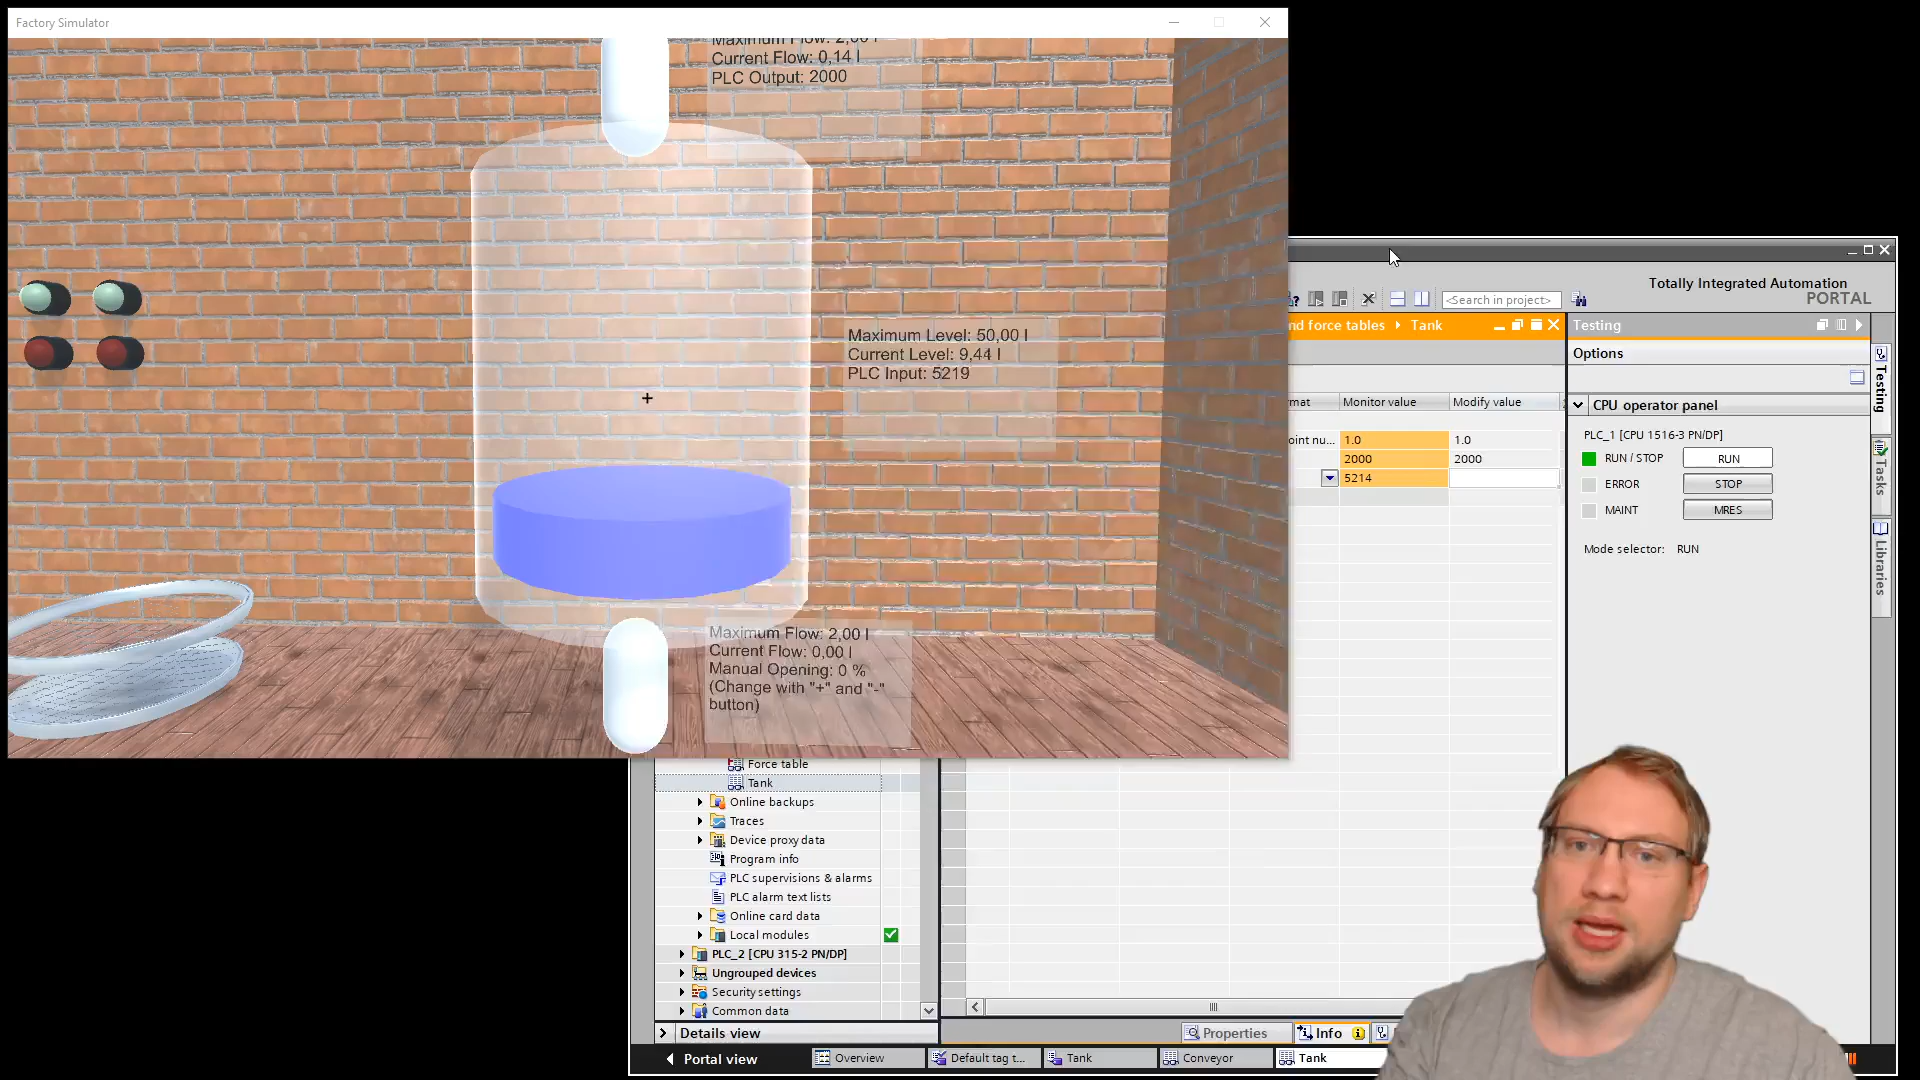 Factory Simulator
Maximum Flow: 2,00 l
Current Flow: 0,14 l
PLC Output: 2000
Maximum Level: 50,00 l
Current Level: 9,44 l
PLC Input: 5219
Maximum Flow: 2,00 l
Current Flow: 0,00 l
Manual Opening: 0 %
(Change with "+" and "-"
button)
Totally Integrated Automation
PORTAL
<Search in project>
nd force tables Tank
Testing
Options
mat Monitor value Modify value
CPU operator panel
oint nu... 1.0 1.0
2000 2000
5214
PLC_1 [CPU 1516-3 PN/DP]
RUN / STOP RUN
ERROR STOP
MAINT MRES
Mode selector: RUN
Testing
Tasks
Libraries
Force table
Tank
Online backups
Traces
Device proxy data
Program info
PLC supervisions & alarms
PLC alarm text lists
Online card data
Local modules
PLC_2 [CPU 315-2 PN/DP]
Ungrouped devices
Security settings
Common data
Details view
Properties Info
Portal view Overview Default tag t... Tank Conveyor Tank